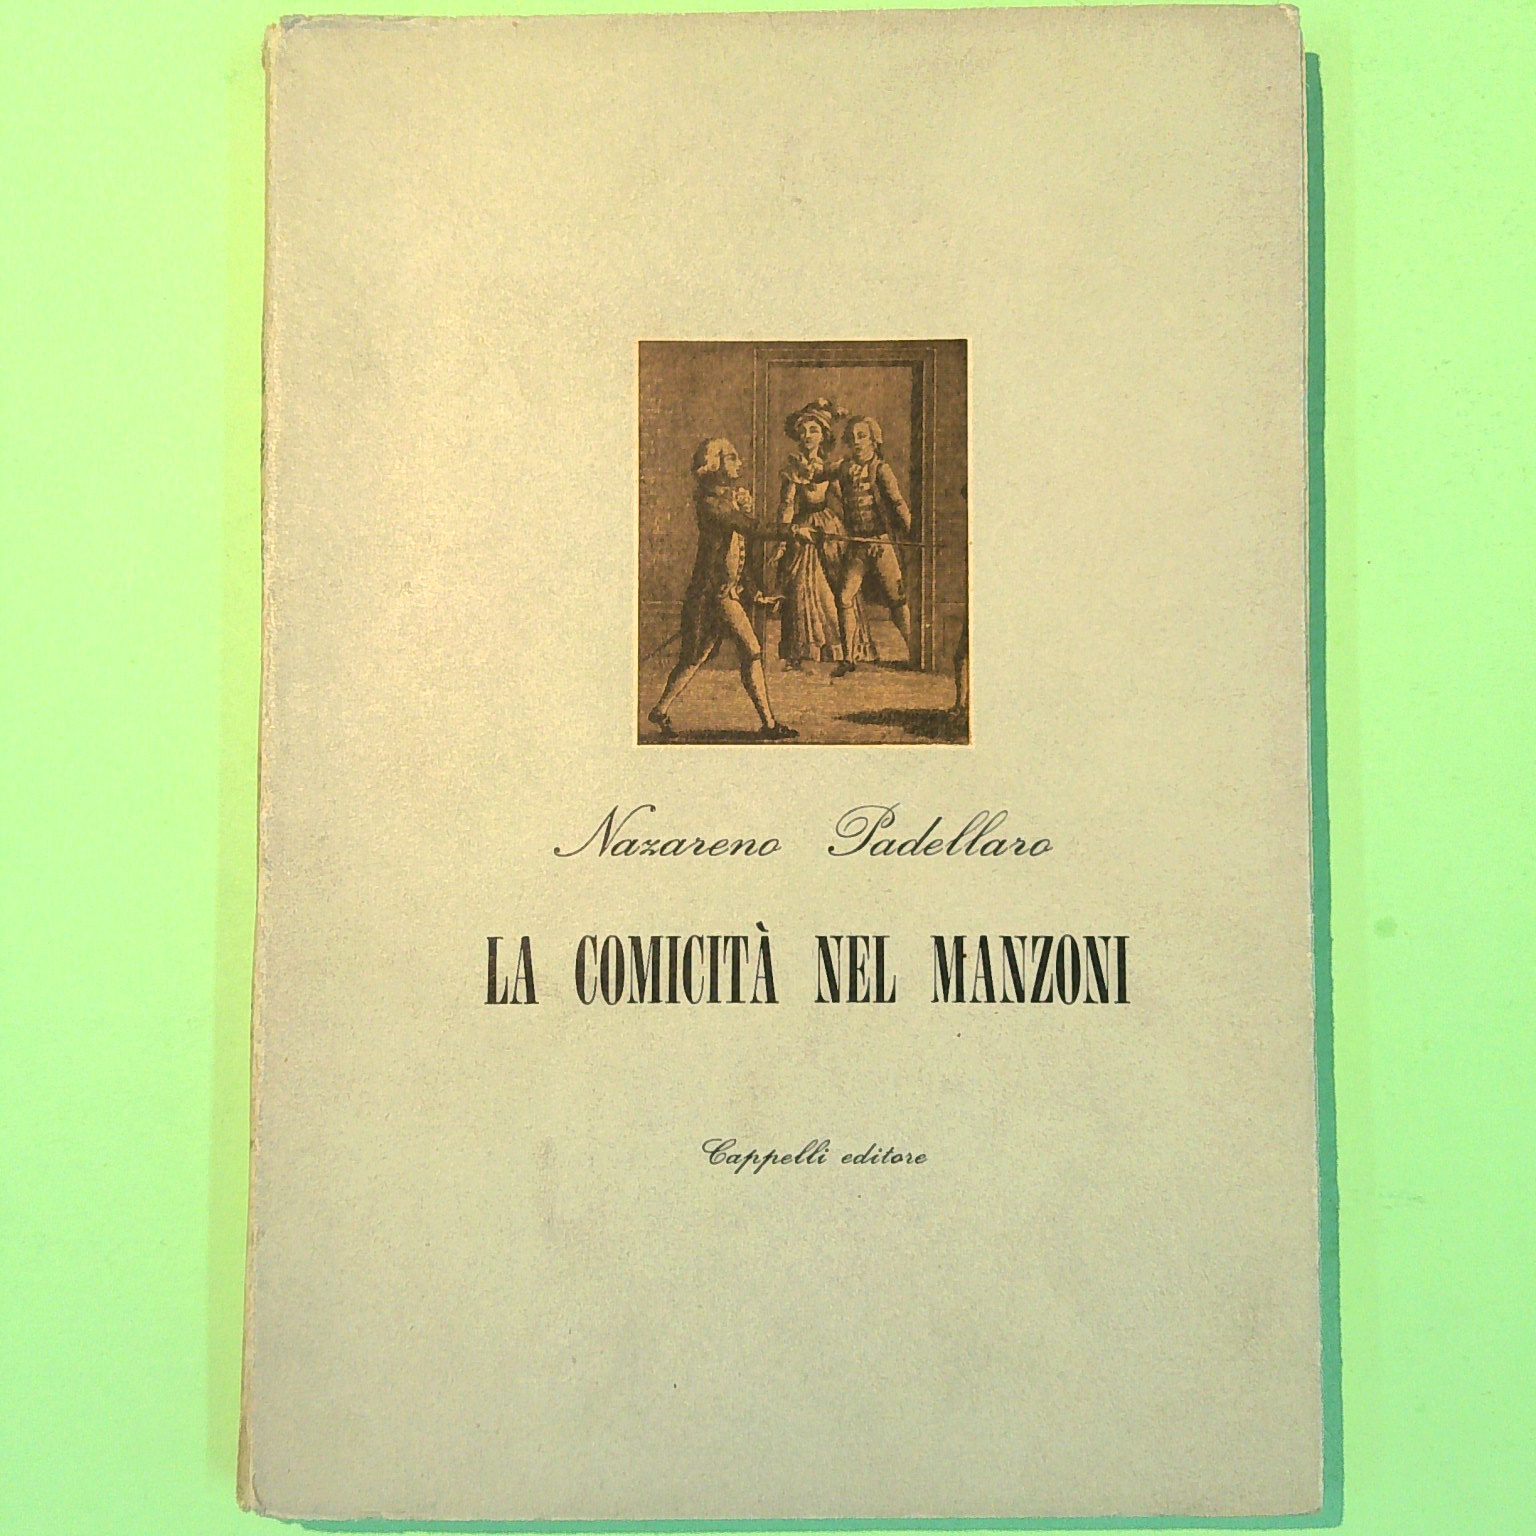 Nazareno Padellaro
LA COMICITÀ NEL MANZONI
Cappelli editore